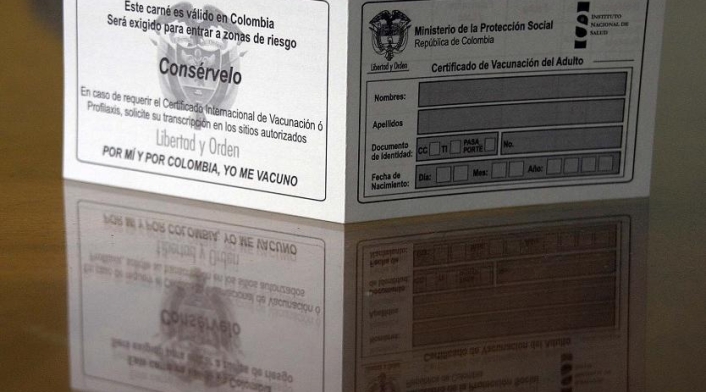 Este carné es válido en Colombia
Será exigido para entrar a zonas de riesgo
Consérvelo
En caso de requerir el Certificado Internacional de Vacunación ó
Profilaxis, solicite su transcripción en los sitios autorizados
Libertad y Orden
POR MÍ Y POR COLOMBIA, YO ME VACUNO
Libertad y Orden
Ministerio de la Protección Social
República de Colombia
INSTITUTO
NACIONAL DE
SALUD
Certificado de Vacunación del Adulto
Nombres:
Apellidos
Documento
de Identidad:
CC TI PASA
PORTE
No.
Fecha de
Nacimiento:
Día: Mes: Año: